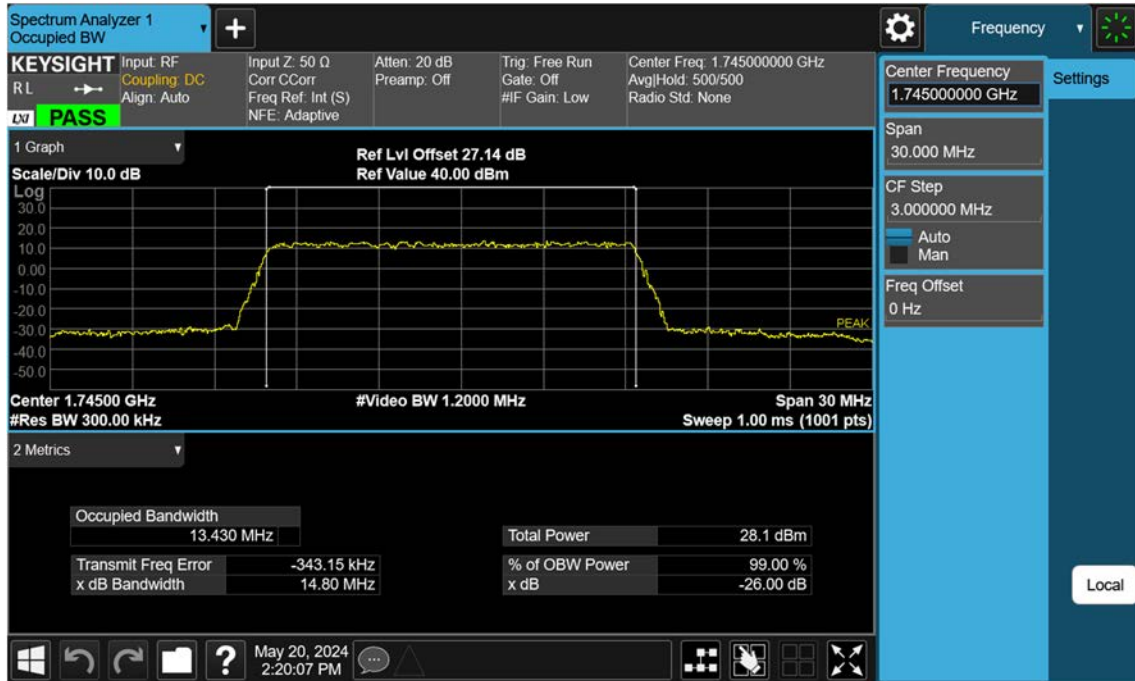 Spectrum Analyzer 1
Occupied BW
+
Frequency
KEYSIGHT
R L
LXI PASS
Input: RF
Coupling: DC
Align: Auto
Input Z: 50 Ω
Corr CCorr
Freq Ref: Int (S)
NFE: Adaptive
Atten: 20 dB
Preamp: Off
Trig: Free Run
Gate: Off
#IF Gain: Low
Center Freq: 1.745000000 GHz
Avg|Hold: 500/500
Radio Std: None
Center Frequency
1.745000000 GHz
Settings
Span
30.000 MHz
CF Step
3.000000 MHz
Auto
Man
Freq Offset
0 Hz
Local
1 Graph
Scale/Div 10.0 dB
Ref Lvl Offset 27.14 dB
Ref Value 40.00 dBm
Log
30.0
20.0
10.0
0.00
-10.0
-20.0
-30.0
-40.0
-50.0
PEAK
Center 1.74500 GHz
#Video BW 1.2000 MHz
Span 30 MHz
#Res BW 300.00 kHz
Sweep 1.00 ms (1001 pts)
2 Metrics
Occupied Bandwidth
13.430 MHz
Total Power 28.1 dBm
Transmit Freq Error -343.15 kHz
% of OBW Power 99.00 %
x dB Bandwidth 14.80 MHz
x dB -26.00 dB
?
May 20, 2024
2:20:07 PM